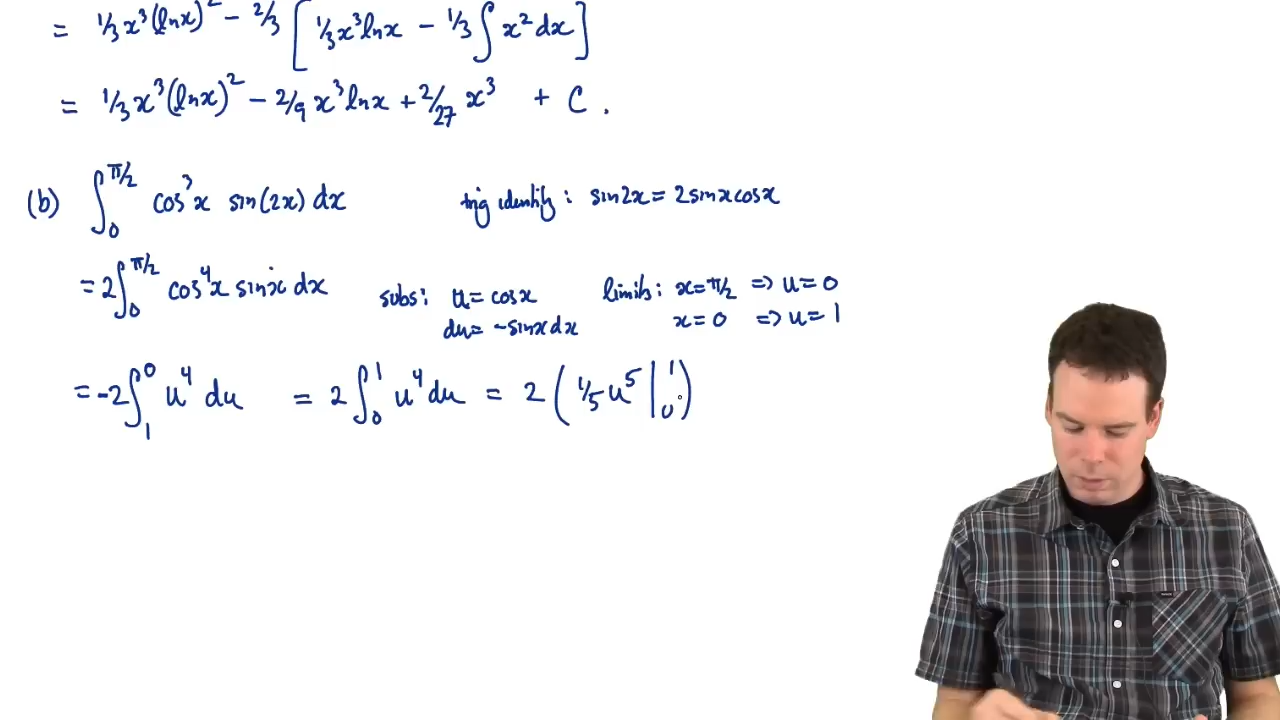 = 1/3 x³(ln x)² - 2/3 [ 1/3 x³ ln x - 1/3 ∫ x² dx ]
= 1/3 x³(ln x)² - 2/9 x³ ln x + 2/27 x³ + C .
(b) ∫₀^{π/2} cos³x sin(2x) dx trig identity : sin2x = 2sinxcosx
= 2∫₀^{π/2} cos⁴x sinx dx subs: u = cosx limits: x = π/2 => u = 0
du = -sinx dx x = 0 => u = 1
= -2∫₁⁰ u⁴ du = 2 ∫₀¹ u⁴ du = 2 ( 1/5 u⁵ |₀¹ )